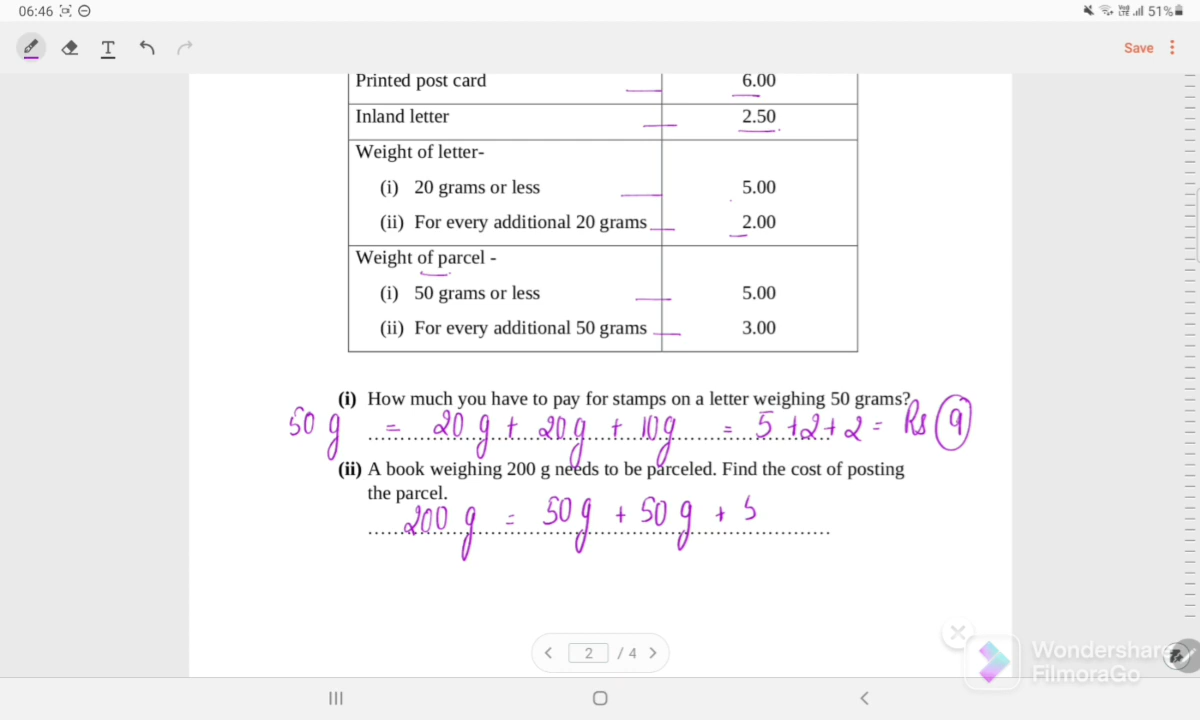 06:46 51%
T Save
Printed post card 6.00
Inland letter 2.50
Weight of letter-
(i) 20 grams or less 5.00
(ii) For every additional 20 grams 2.00
Weight of parcel -
(i) 50 grams or less 5.00
(ii) For every additional 50 grams 3.00
(i) How much you have to pay for stamps on a letter weighing 50 grams?
50 g = 20 g + 20 g + 10 g = 5 + 2 + 2 = Rs 9
(ii) A book weighing 200 g needs to be parceled. Find the cost of posting
the parcel.
200 g = 50 g + 50 g + 5
2 / 4
Wondershare
FilmoraGo